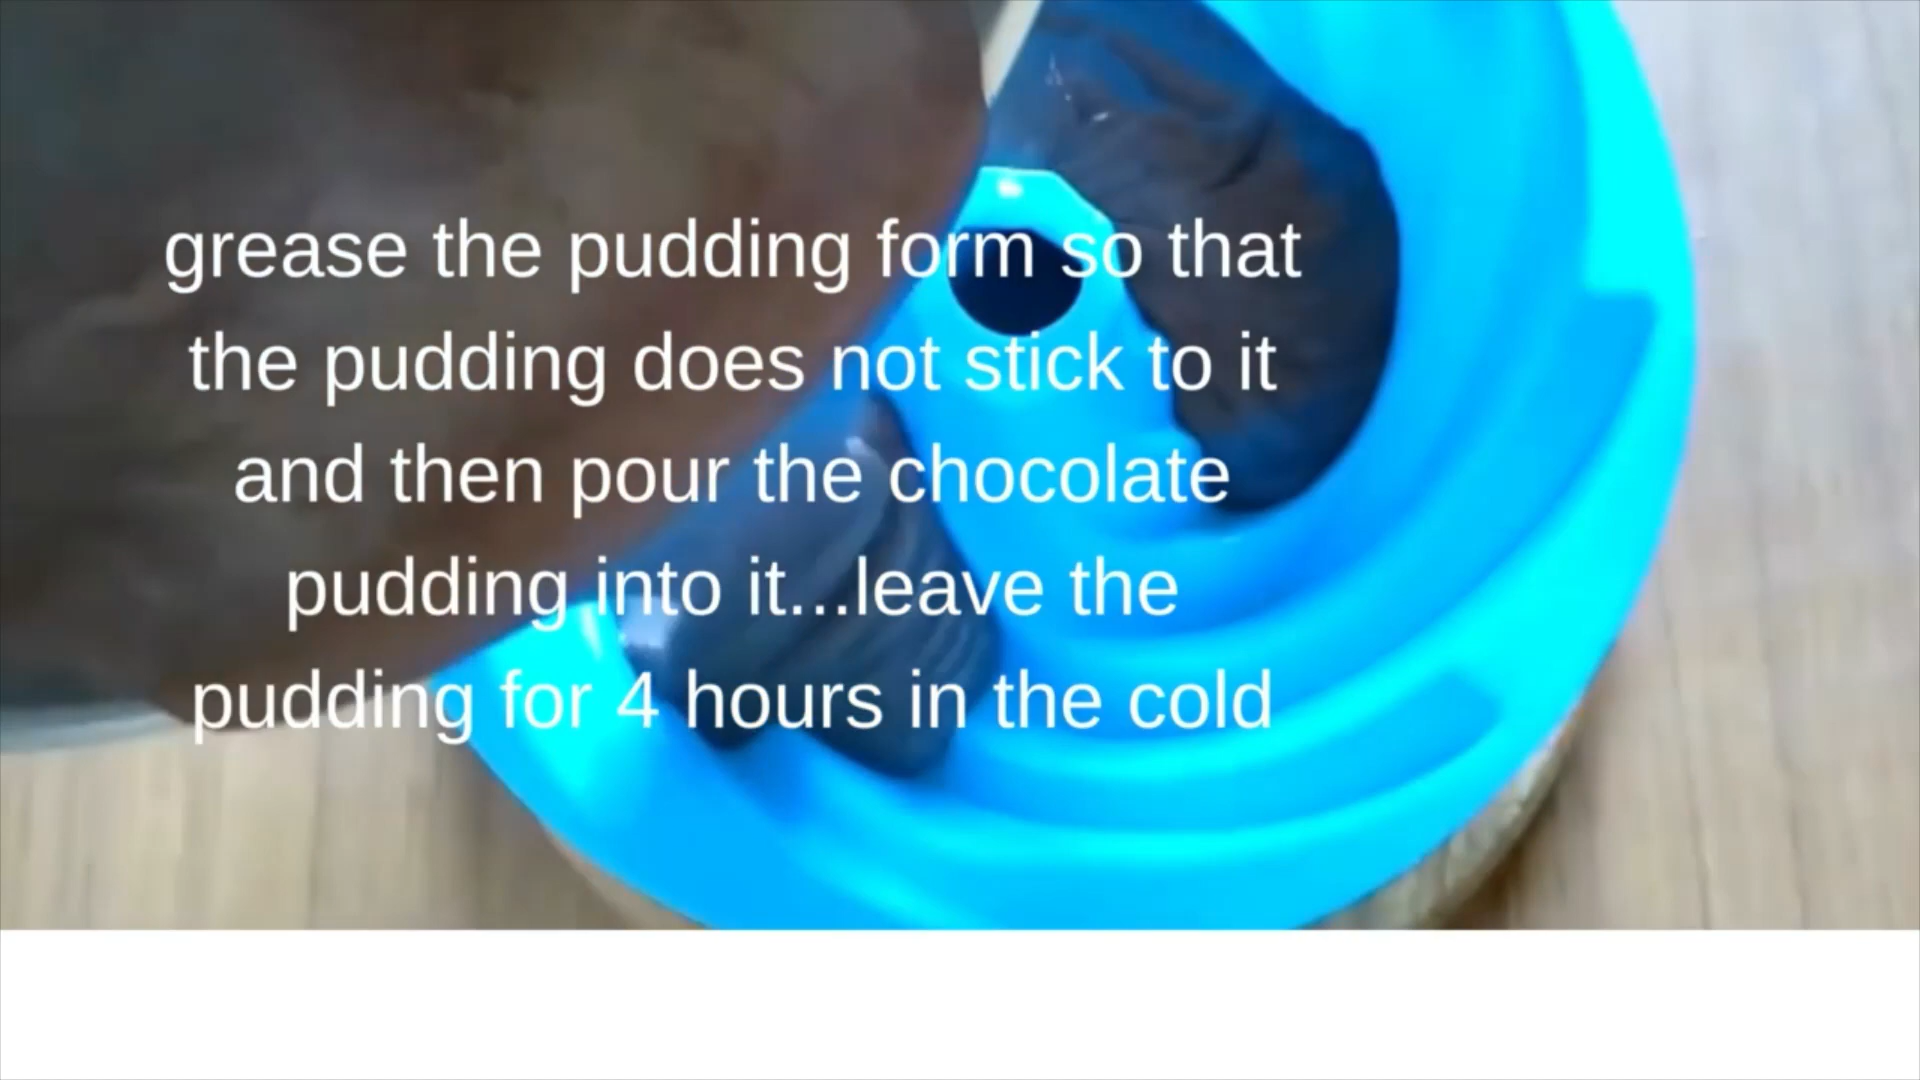 grease the pudding form so that
the pudding does not stick to it
and then pour the chocolate
pudding into it...leave the
pudding for 4 hours in the cold